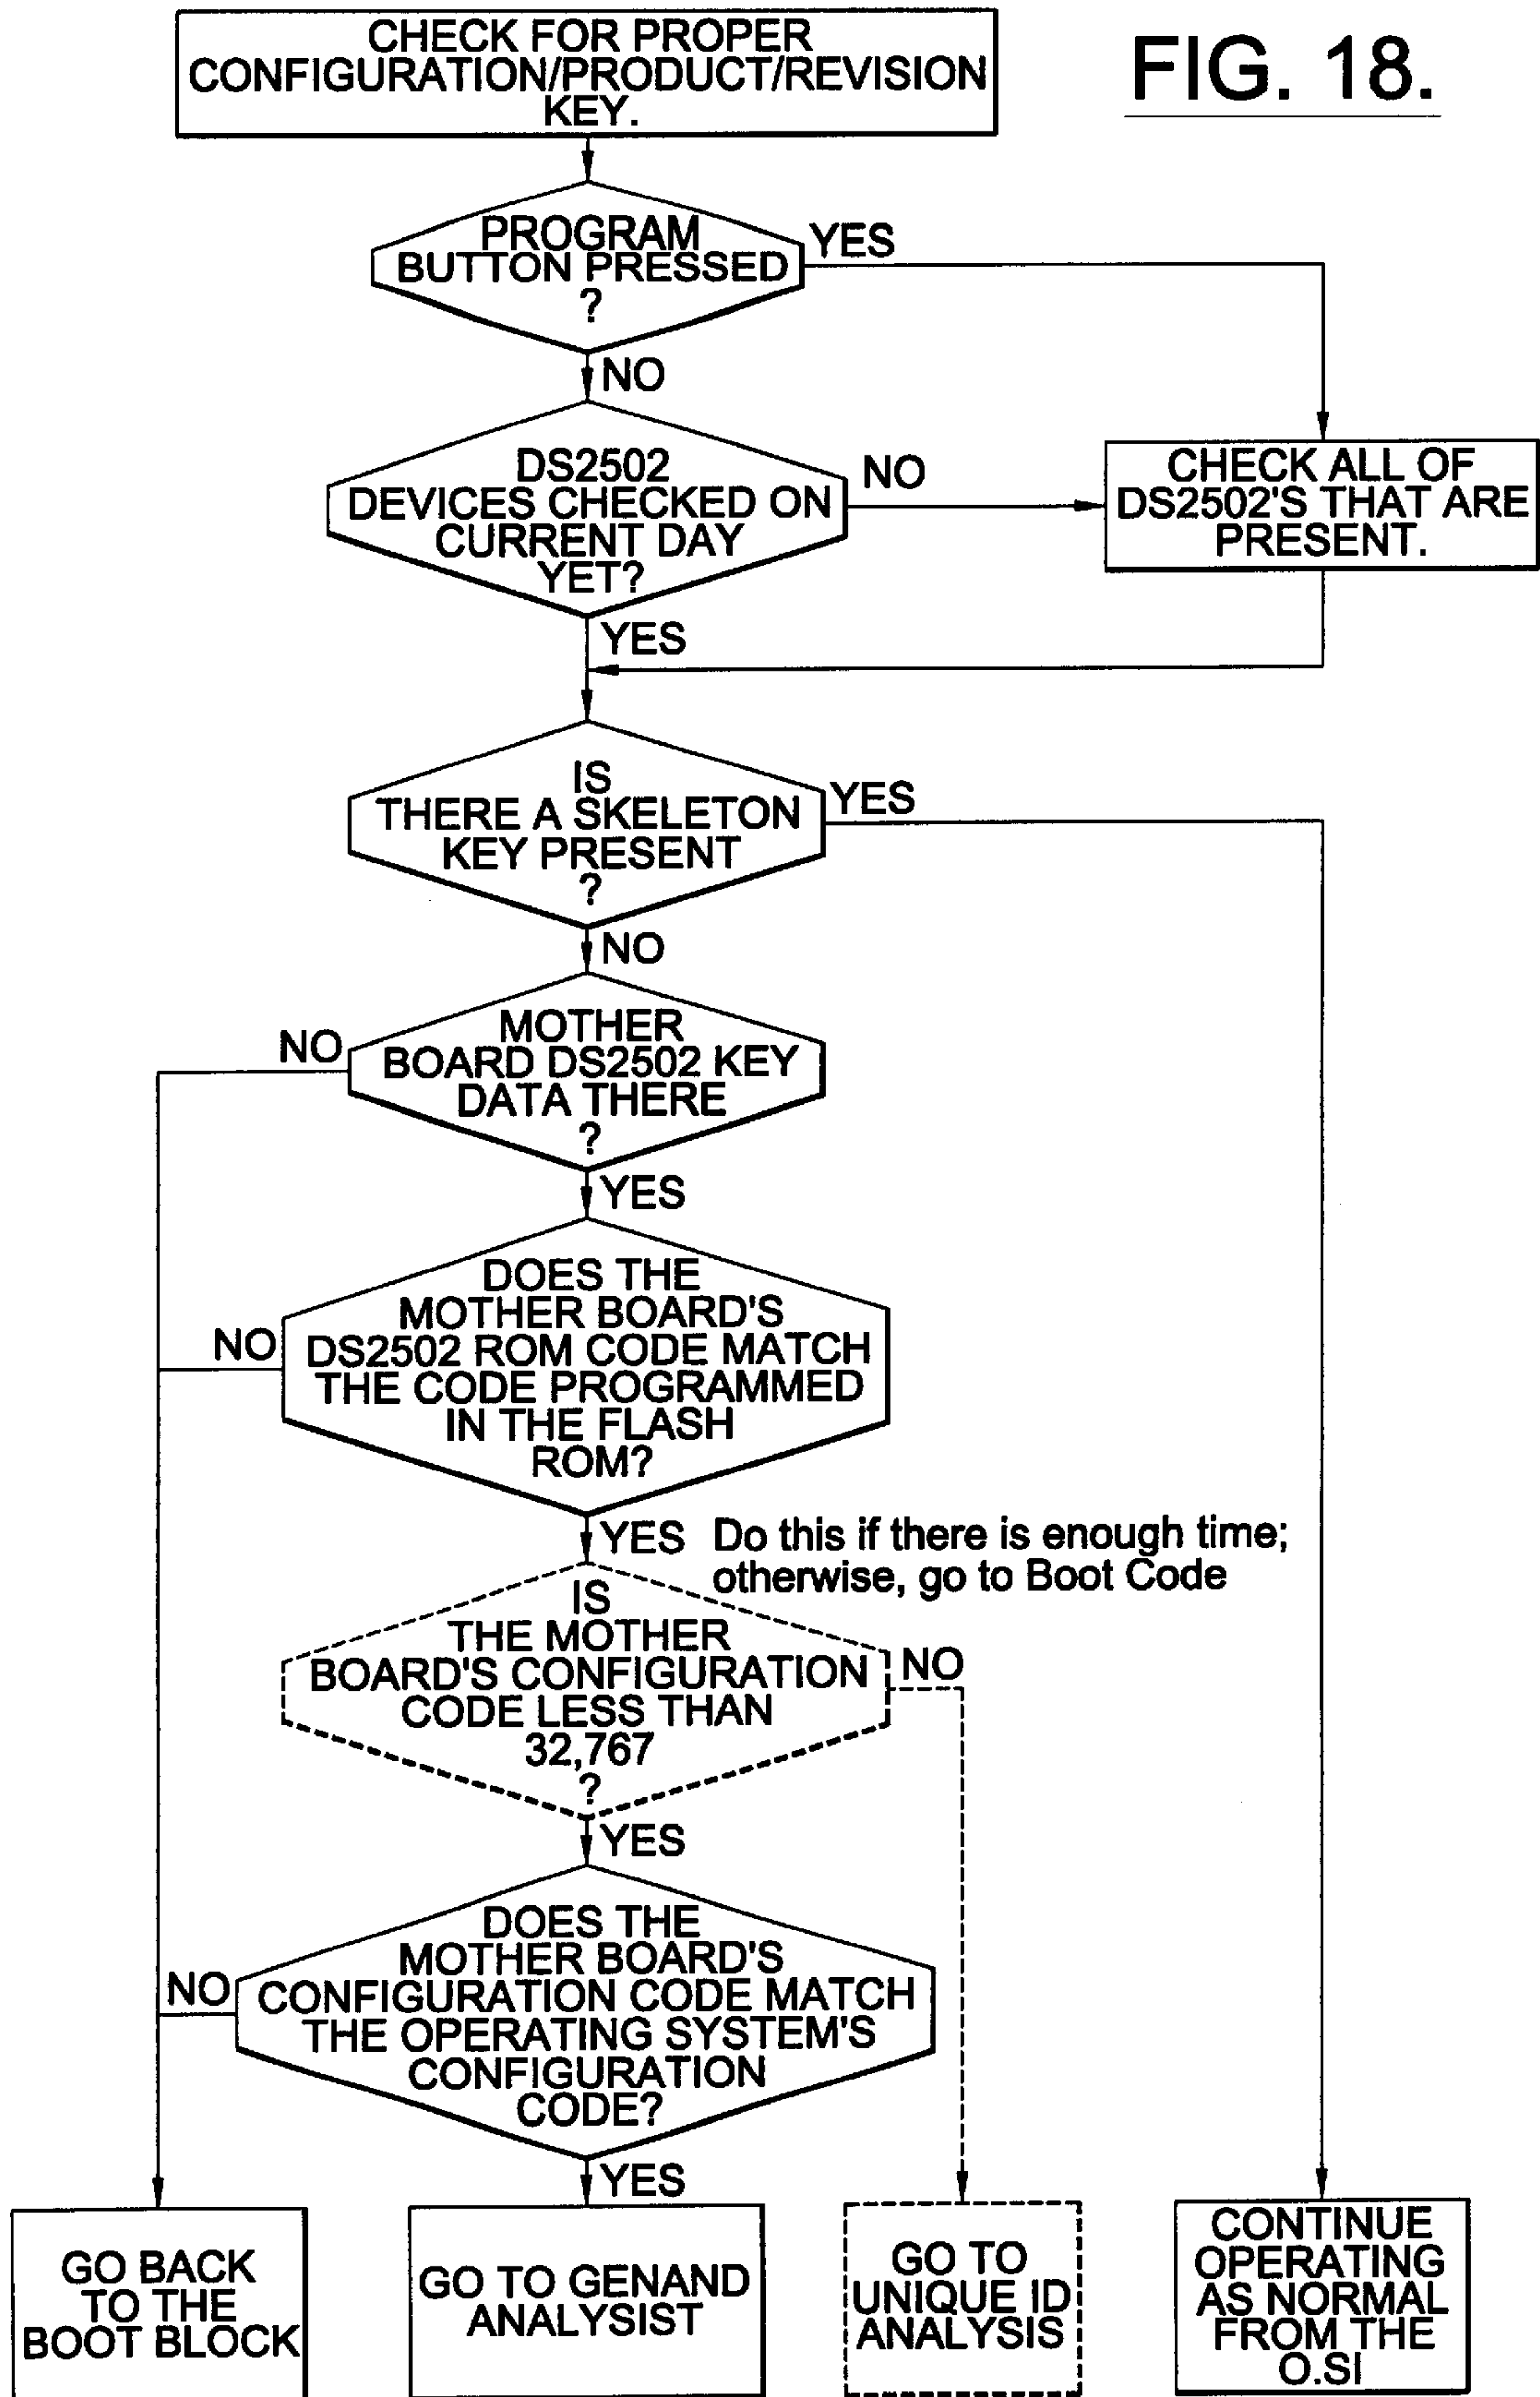 CHECK FOR PROPER
CONFIGURATION/PRODUCT/REVISION
KEY.
FIG. 18.
PROGRAM
BUTTON PRESSED
?
YES
NO
DS2502
DEVICES CHECKED ON
CURRENT DAY
YET?
NO
CHECK ALL OF
DS2502'S THAT ARE
PRESENT.
YES
IS
THERE A SKELETON
KEY PRESENT
?
YES
NO
MOTHER
BOARD DS2502 KEY
DATA THERE
?
NO
YES
DOES THE
MOTHER BOARD'S
DS2502 ROM CODE MATCH
THE CODE PROGRAMMED
IN THE FLASH
ROM?
NO
YES
Do this if there is enough time;
otherwise, go to Boot Code
IS
THE MOTHER
BOARD'S CONFIGURATION
CODE LESS THAN
32,767
?
NO
YES
DOES THE
MOTHER BOARD'S
CONFIGURATION CODE MATCH
THE OPERATING SYSTEM'S
CONFIGURATION
CODE?
NO
YES
GO BACK
TO THE
BOOT BLOCK
GO TO GENAND
ANALYSIST
GO TO
UNIQUE ID
ANALYSIS
CONTINUE
OPERATING
AS NORMAL
FROM THE
O.SI